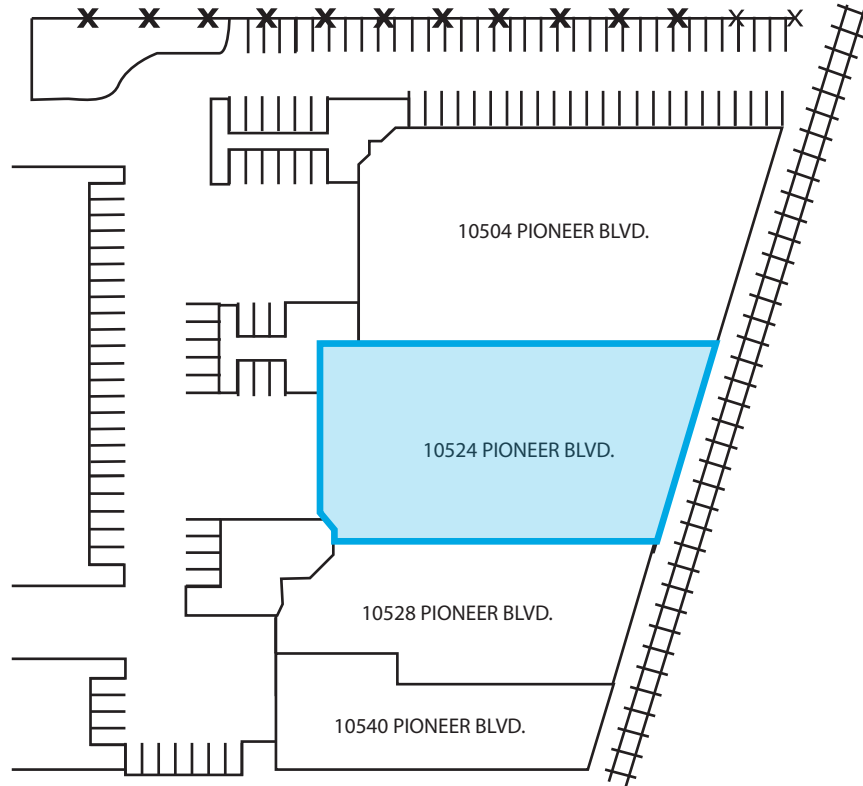 10504 PIONEER BLVD.
10524 PIONEER BLVD.
10528 PIONEER BLVD.
10540 PIONEER BLVD.